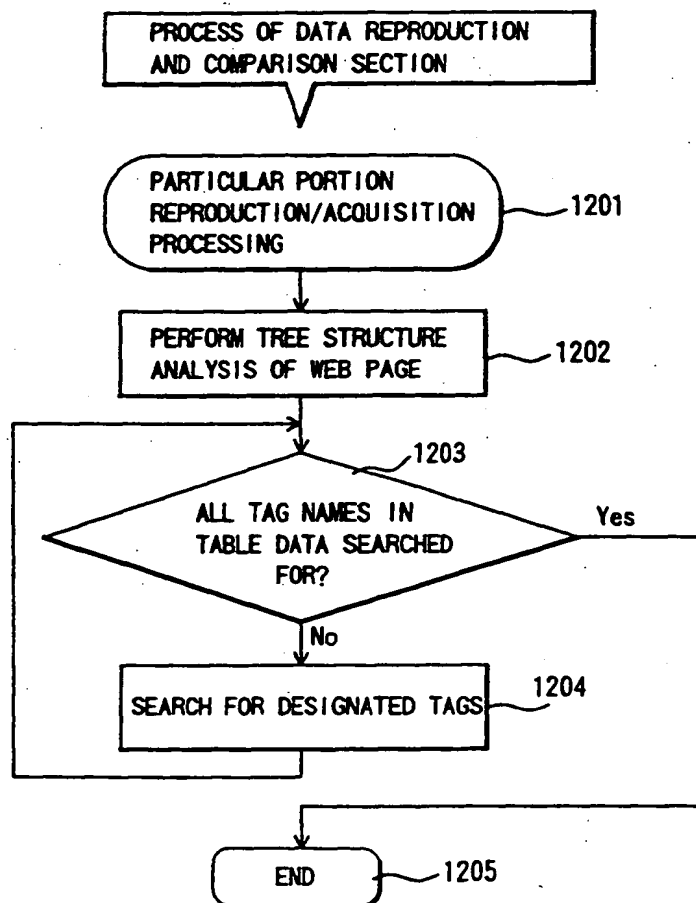 PROCESS OF DATA REPRODUCTION
AND COMPARISON SECTION
PARTICULAR PORTION
REPRODUCTION/ACQUISITION
PROCESSING
1201
PERFORM TREE STRUCTURE
ANALYSIS OF WEB PAGE
1202
1203
ALL TAG NAMES IN
TABLE DATA SEARCHED
FOR?
Yes
No
SEARCH FOR DESIGNATED TAGS
1204
END
1205